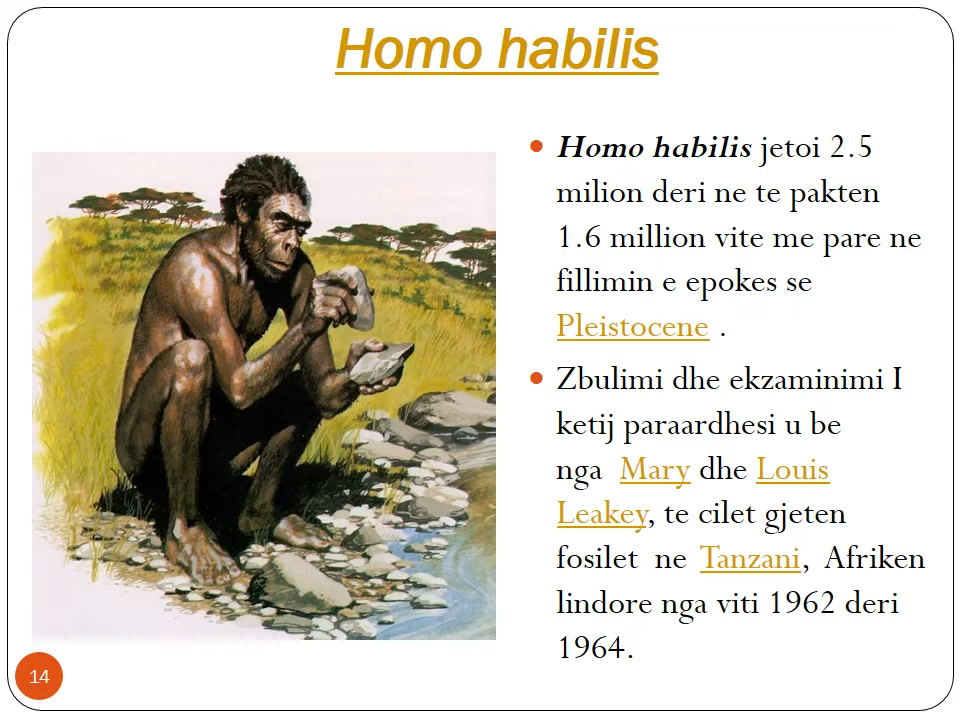 Homo habilis
Homo habilis jetoi 2.5
milion deri ne te pakten
1.6 million vite me pare ne
fillimin e epokes se
Pleistocene .
Zbulimi dhe ekzaminimi I
ketij paraardhesi u be
nga Mary dhe Louis
Leakey, te cilet gjeten
fosilet ne Tanzani, Afriken
lindore nga viti 1962 deri
1964.
14